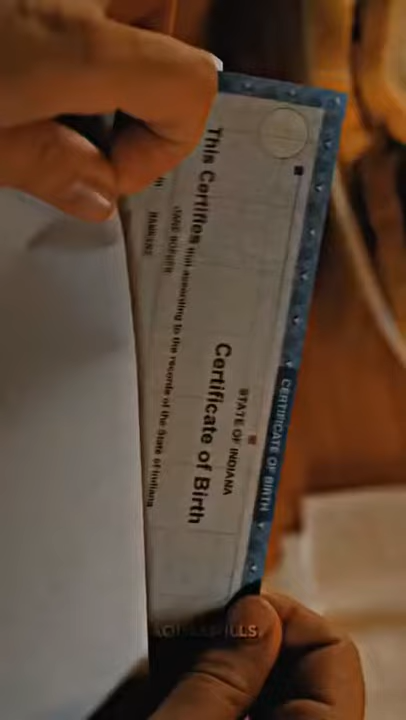 CERTIFICATE OF BIRTH
STATE OF INDIANA
Certificate of Birth
This Certifies that according to the records of the State of Indiana